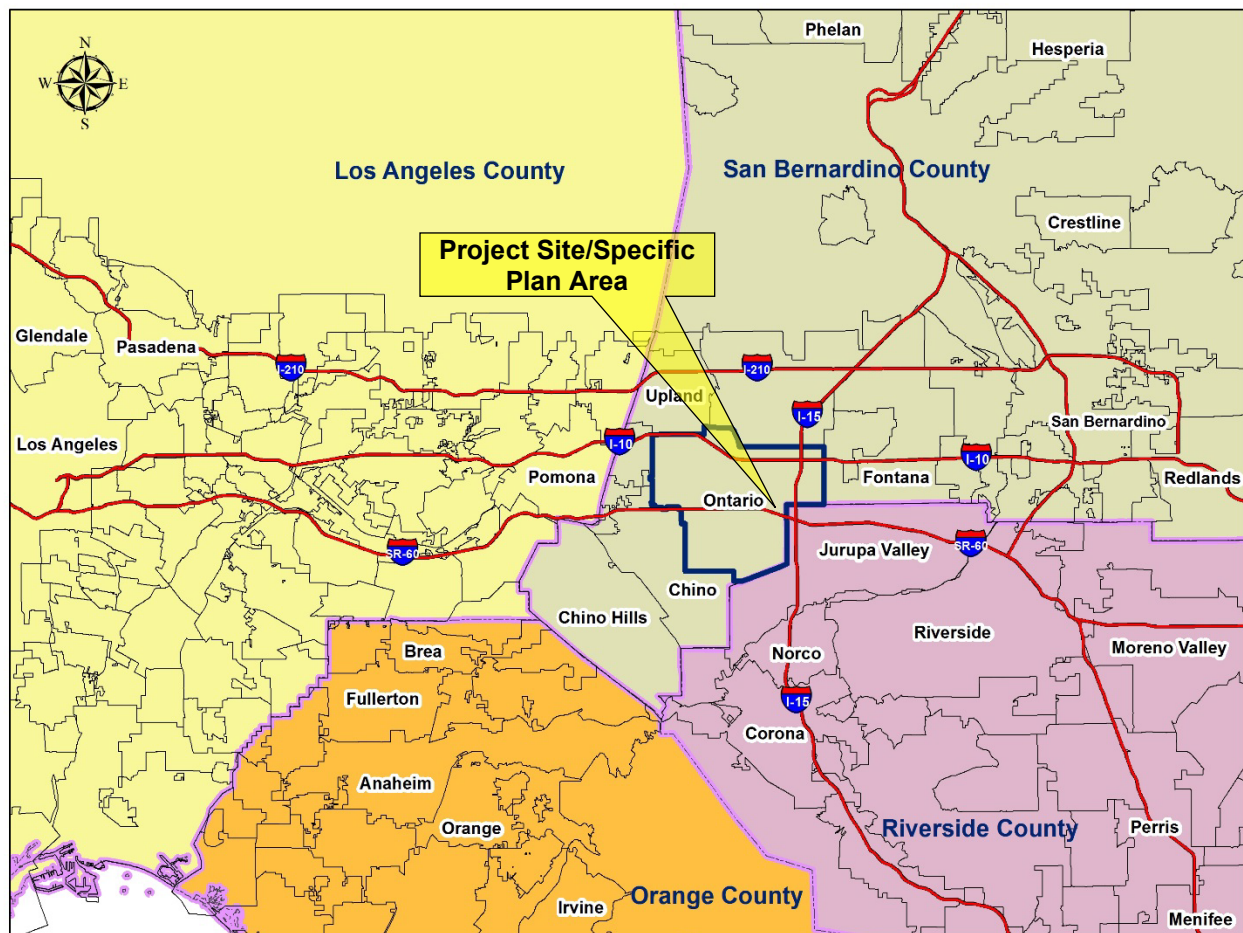 Phelan
Hesperia
N
W
E
S
Los Angeles County
San Bernardino County
Crestline
Project Site/Specific
Plan Area
Glendale
Pasadena
I-210
I-210
Upland
I-15
San Bernardino
Los Angeles
I-10
I-10
Pomona
Fontana
Redlands
Ontario
SR-60
SR-60
Jurupa Valley
Chino
Chino Hills
Riverside
Brea
Norco
Moreno Valley
Fullerton
I-15
Corona
Anaheim
Orange
Riverside County
Perris
Orange County
Irvine
Menifee